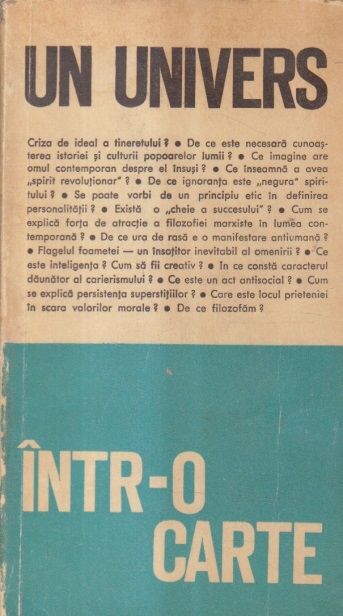 UN UNIVERS
Criza de ideal a tineretului ? ● De ce este necesară cunoaș-
terea istoriei și culturii popoarelor lumii ? ● Ce imagine are
omul contemporan despre el însuși ? ● Ce înseamnă a avea
„spirit revoluționar” ? ● De ce ignoranța este „negura” spiri-
tului ? ● Se poate vorbi de un principiu etic în definirea
personalității ? ● Există o „cheie a succesului” ? ● Cum se
explică forța de atracție a filozofiei marxiste în lumea con-
temporană ? ● De ce ura de rasă e o manifestare antiumană ?
● Flagelul foametei — un însoțitor inevitabil al omenirii ? ● Ce
este inteligența ? Cum să fii creativ ? ● În ce constă caracterul
dăunător al carierismului ? ● Ce este un act antisocial ? ● Cum
se explică persistența superstițiilor ? ● Care este locul prieteniei
în scara valorilor morale ? ● De ce filozofăm ?
ÎNTR-O
CARTE